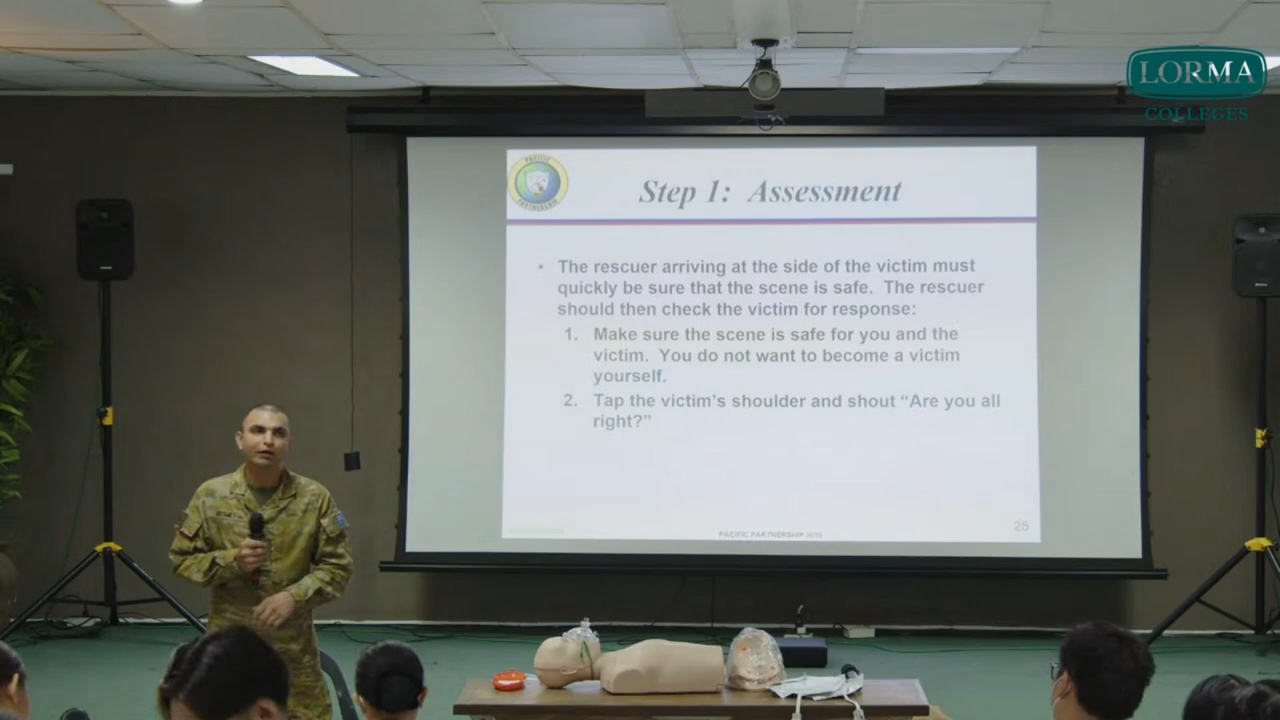 LORMA
COLLEGES
PACIFIC
PARTNERSHIP
Step 1: Assessment
• The rescuer arriving at the side of the victim must
quickly be sure that the scene is safe. The rescuer
should then check the victim for response:
1. Make sure the scene is safe for you and the
victim. You do not want to become a victim
yourself.
2. Tap the victim's shoulder and shout “Are you all
right?”
PACIFIC PARTNERSHIP 2015
25